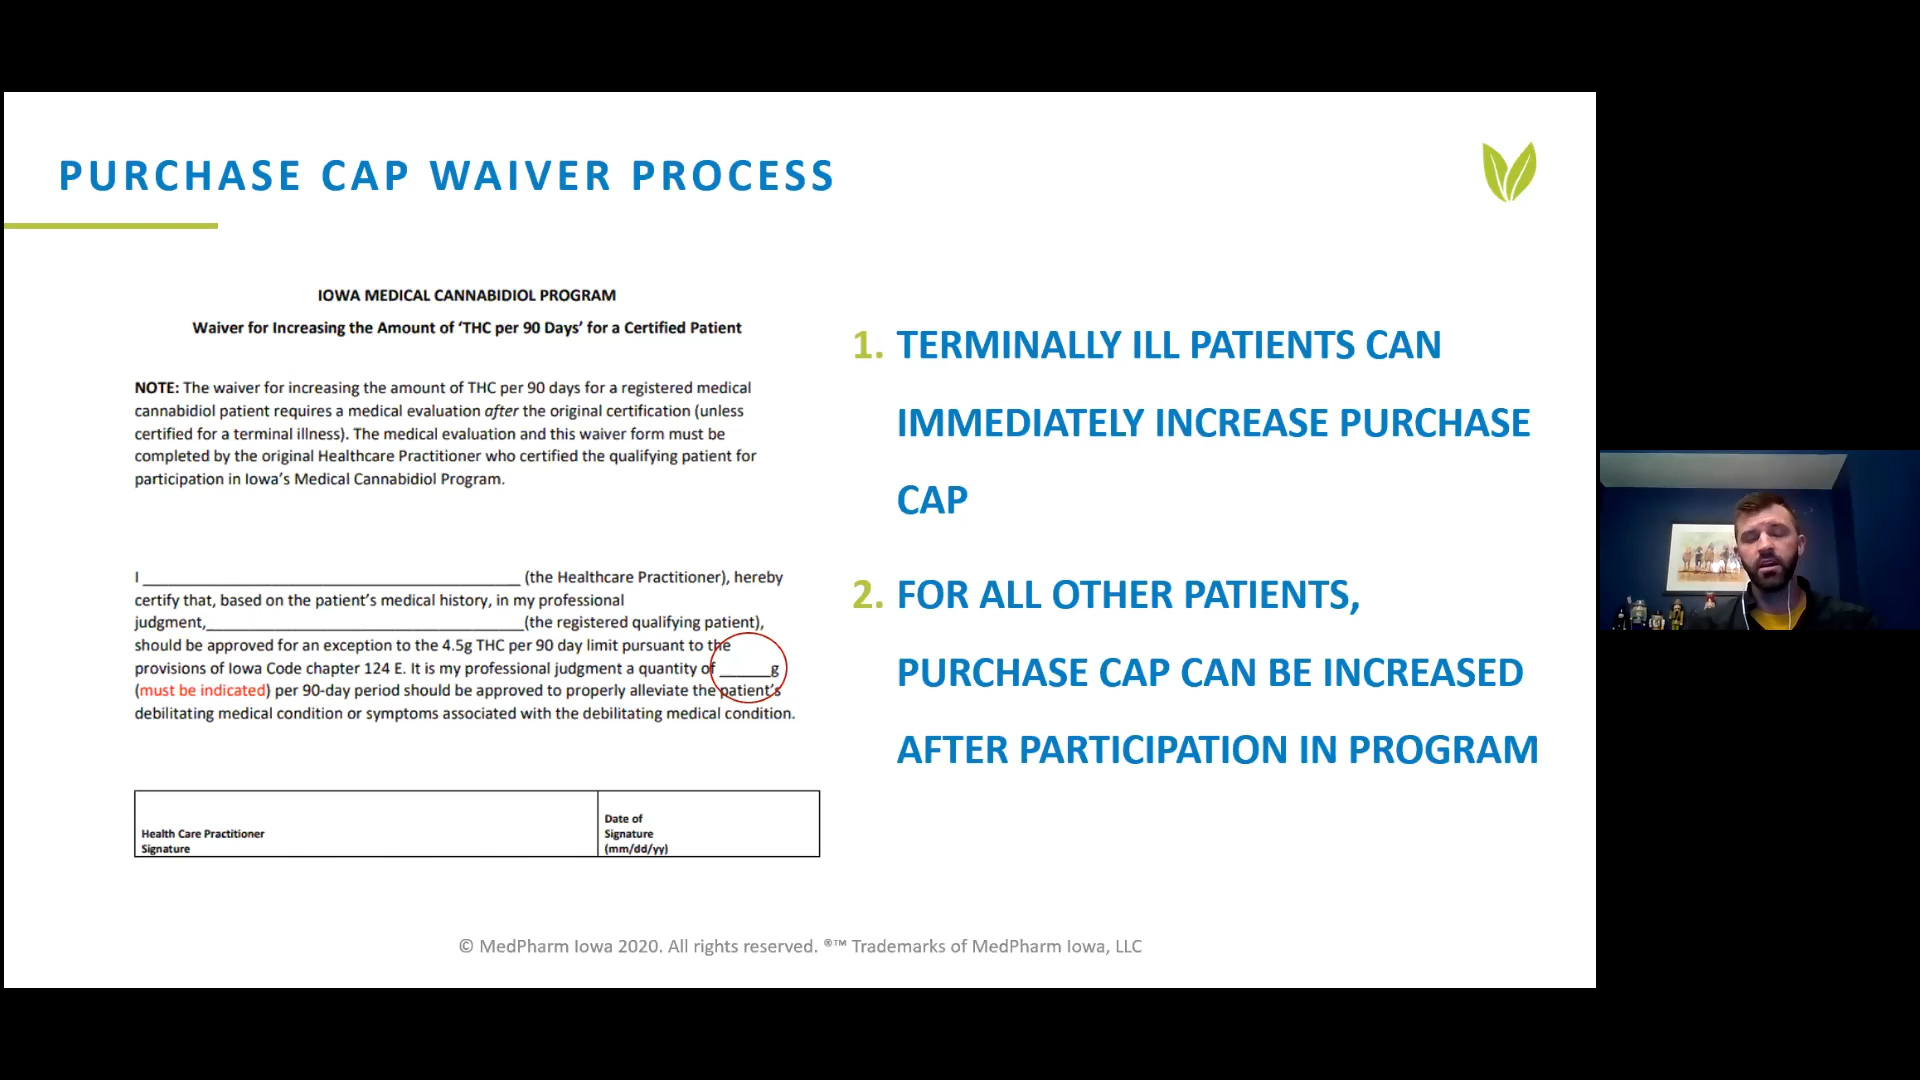 PURCHASE CAP WAIVER PROCESS
IOWA MEDICAL CANNABIDIOL PROGRAM
Waiver for Increasing the Amount of ‘THC per 90 Days’ for a Certified Patient
NOTE: The waiver for increasing the amount of THC per 90 days for a registered medical
cannabidiol patient requires a medical evaluation after the original certification (unless
certified for a terminal illness). The medical evaluation and this waiver form must be
completed by the original Healthcare Practitioner who certified the qualifying patient for
participation in Iowa’s Medical Cannabidiol Program.
I ___________________________________________ (the Healthcare Practitioner), hereby
certify that, based on the patient’s medical history, in my professional
judgment,____________________________________(the registered qualifying patient),
should be approved for an exception to the 4.5g THC per 90 day limit pursuant to the
provisions of Iowa Code chapter 124 E. It is my professional judgment a quantity of ______g
(must be indicated) per 90-day period should be approved to properly alleviate the patient’s
debilitating medical condition or symptoms associated with the debilitating medical condition.
Health Care Practitioner
Signature
Date of
Signature
(mm/dd/yy)
1. TERMINALLY ILL PATIENTS CAN
IMMEDIATELY INCREASE PURCHASE
CAP
2. FOR ALL OTHER PATIENTS,
PURCHASE CAP CAN BE INCREASED
AFTER PARTICIPATION IN PROGRAM
© MedPharm Iowa 2020. All rights reserved. ®™ Trademarks of MedPharm Iowa, LLC